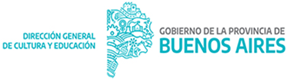 DIRECCIÓN GENERAL
DE CULTURA Y EDUCACIÓN
GOBIERNO DE LA PROVINCIA DE
BUENOS AIRES